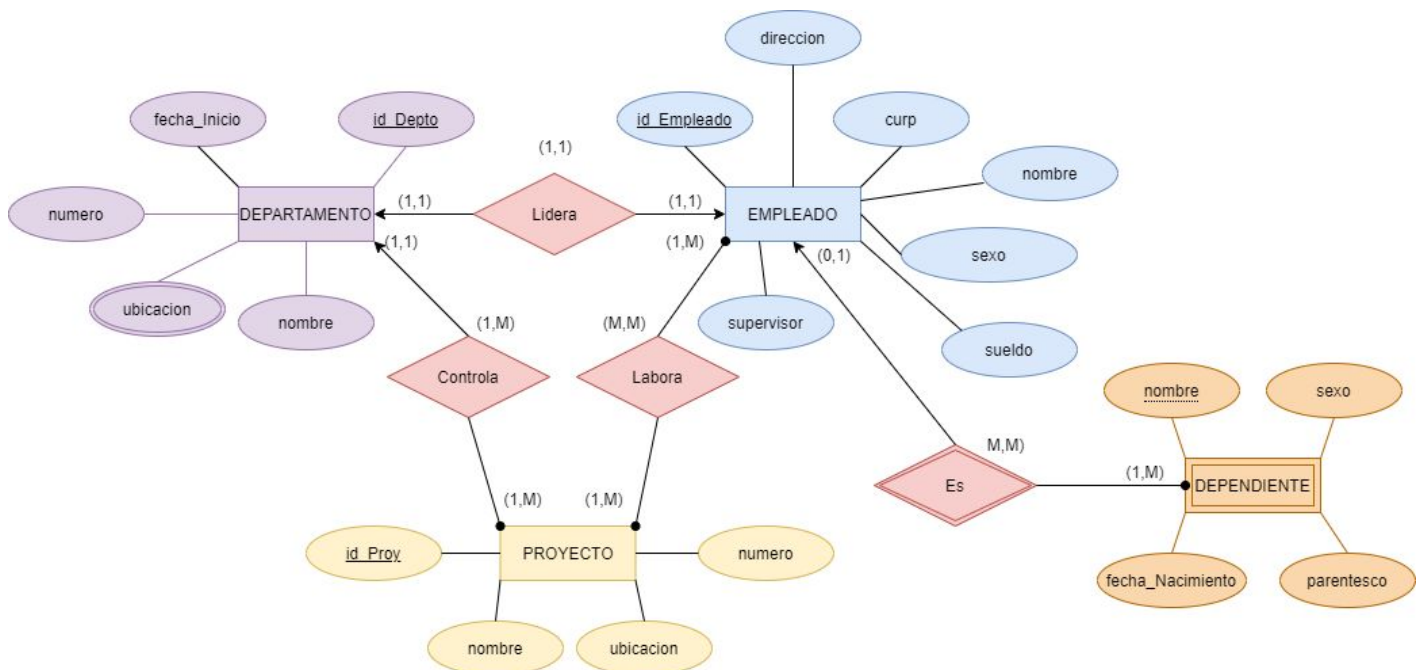 direccion
fecha_Inicio
id_Depto
id_Empleado
curp
(1,1)
nombre
numero
DEPARTAMENTO
(1,1)
Lidera
(1,1)
EMPLEADO
(1,1)
(1,M)
(0,1)
sexo
ubicacion
nombre
(1,M)
(M,M)
supervisor
sueldo
Controla
Labora
nombre
sexo
M,M)
(1,M)
Es
DEPENDIENTE
(1,M)
(1,M)
id_Proy
PROYECTO
numero
fecha_Nacimiento
parentesco
nombre
ubicacion